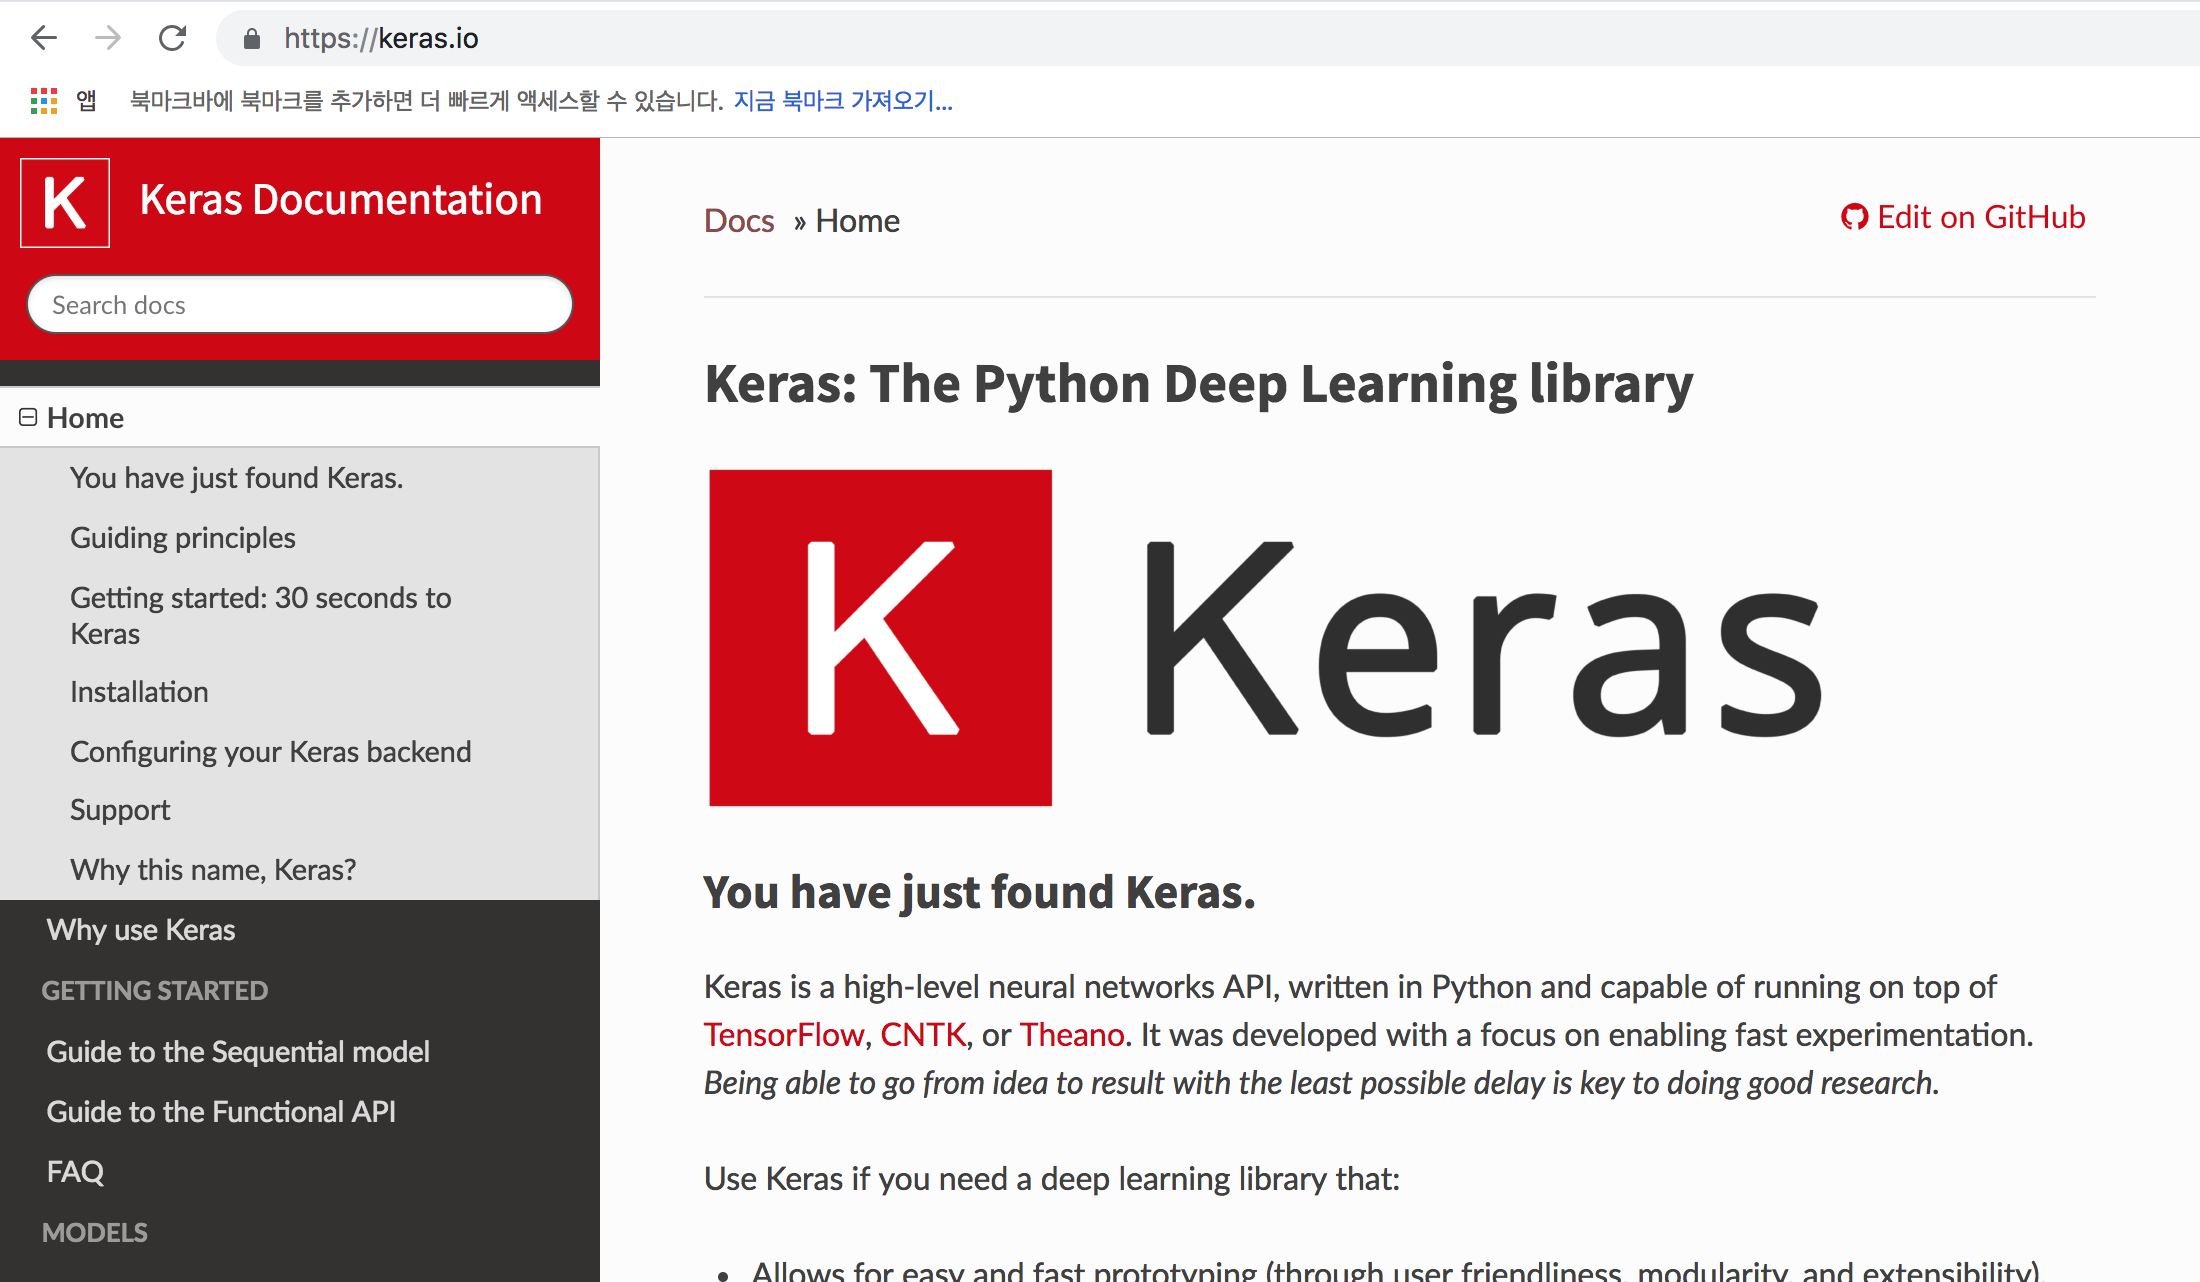 https://keras.io
앱 북마크바에 북마크를 추가하면 더 빠르게 액세스할 수 있습니다. 지금 북마크 가져오기...
K Keras Documentation
Search docs
Home
You have just found Keras.
Guiding principles
Getting started: 30 seconds to
Keras
Installation
Configuring your Keras backend
Support
Why this name, Keras?
Why use Keras
GETTING STARTED
Guide to the Sequential model
Guide to the Functional API
FAQ
MODELS
Docs » Home
Edit on GitHub
Keras: The Python Deep Learning library
K Keras
You have just found Keras.
Keras is a high-level neural networks API, written in Python and capable of running on top of
TensorFlow, CNTK, or Theano. It was developed with a focus on enabling fast experimentation.
Being able to go from idea to result with the least possible delay is key to doing good research.
Use Keras if you need a deep learning library that:
• Allows for easy and fast prototyping (through user friendliness, modularity, and extensibility).